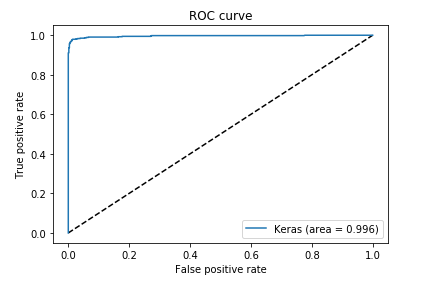 ROC curve
True positive rate
1.0
0.8
0.6
0.4
0.2
0.0
Keras (area = 0.996)
0.0 0.2 0.4 0.6 0.8 1.0
False positive rate